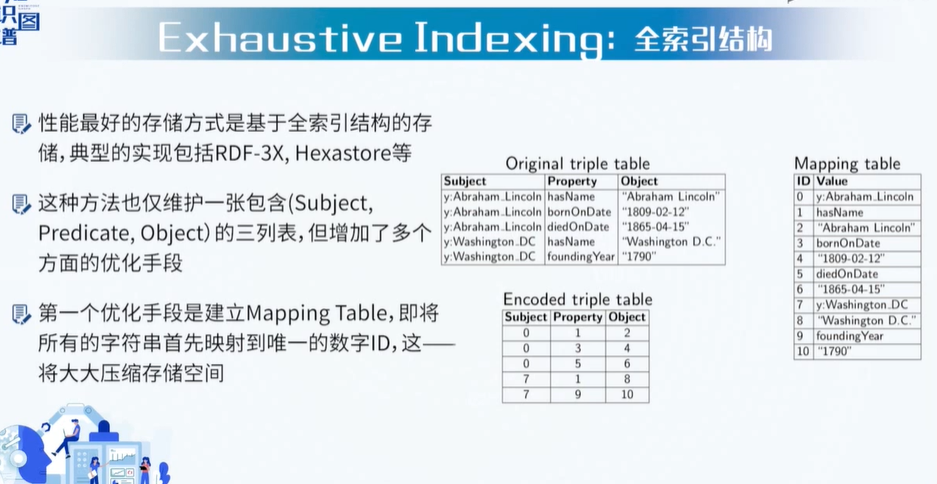 识图
谱
Exhaustive Indexing: 全索引结构
性能最好的存储方式是基于全索引结构的存
储，典型的实现包括RDF-3X, Hexastore等
这种方法也仅维护一张包含(Subject,
Predicate, Object) 的三列表，但增加了多个
方面的优化手段
第一个优化手段是建立Mapping Table，即将
所有的字符串首先映射到唯一的数字ID，这一
将大大压缩存储空间
Original triple table
Subject Property Object
y:Abraham_Lincoln hasName "Abraham Lincoln"
y:Abraham_Lincoln bornOnDate "1809-02-12"
y:Abraham_Lincoln diedOnDate "1865-04-15"
y:Washington_DC hasName "Washington D.C."
y:Washington_DC foundingYear "1790"
Encoded triple table
Subject Property Object
0 1 2
0 3 4
0 5 6
7 1 8
7 9 10
Mapping table
ID Value
0 y:Abraham_Lincoln
1 hasName
2 "Abraham Lincoln"
3 bornOnDate
4 "1809-02-12"
5 diedOnDate
6 "1865-04-15"
7 y:Washington_DC
8 "Washington D.C."
9 foundingYear
10 "1790"